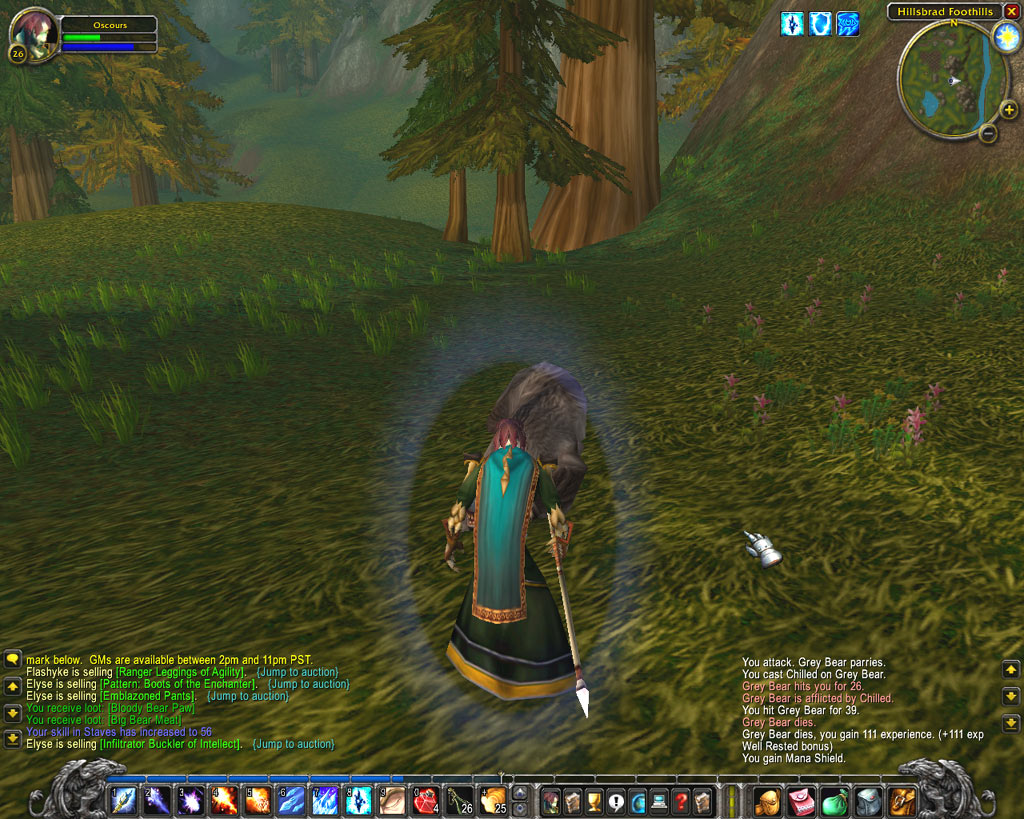 Oscours
26
Hillsbrad Foothills
N
mark below. GMs are available between 2pm and 11pm PST.
Flashyke is selling [Ranger Leggings of Agility]. {Jump to auction}
Elyse is selling [Pattern: Boots of the Enchanter]. {Jump to auction}
Elyse is selling [Emblazoned Pants]. {Jump to auction}
You receive loot: [Bloody Bear Paw]
You receive loot: [Big Bear Meat]
Your skill in Staves has increased to 56
Elyse is selling [Infiltrator Buckler of Intellect]. {Jump to auction}
You attack. Grey Bear parries.
You cast Chilled on Grey Bear.
Grey Bear hits you for 26.
Grey Bear is afflicted by Chilled.
You hit Grey Bear for 39.
Grey Bear dies.
Grey Bear dies, you gain 111 experience. (+111 exp
Well Rested bonus)
You gain Mana Shield.
1 2 3 4 5 6 7 8 9 0 - +
4 26 25